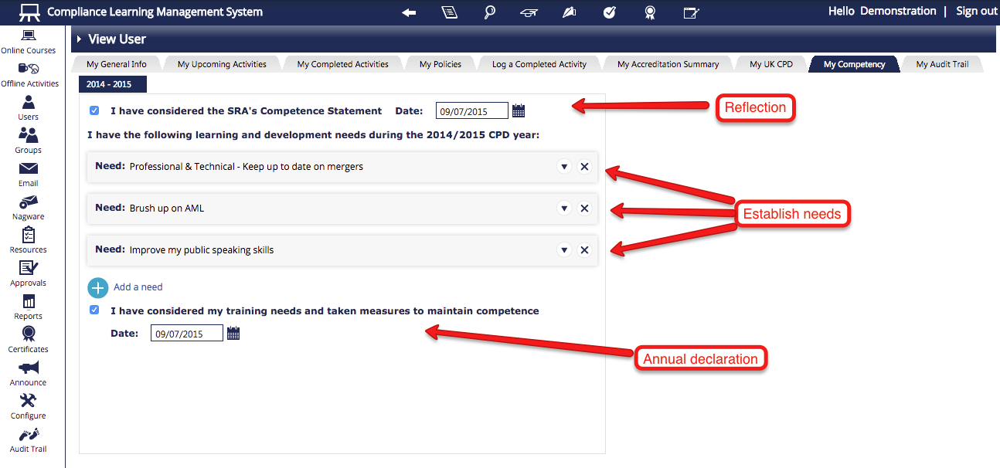 Compliance Learning Management System
Hello Demonstration | Sign out
Online Courses
Offline Activities
Users
Groups
Email
Nagware
Resources
Approvals
Reports
Certificates
Announce
Configure
Audit Trail
View User
My General Info
My Upcoming Activities
My Completed Activities
My Policies
Log a Completed Activity
My Accreditation Summary
My UK CPD
My Competency
My Audit Trail
2014 - 2015
I have considered the SRA's Competence Statement Date: 09/07/2015
Reflection
I have the following learning and development needs during the 2014/2015 CPD year:
Need: Professional & Technical - Keep up to date on mergers
Need: Brush up on AML
Establish needs
Need: Improve my public speaking skills
Add a need
I have considered my training needs and taken measures to maintain competence
Date: 09/07/2015
Annual declaration